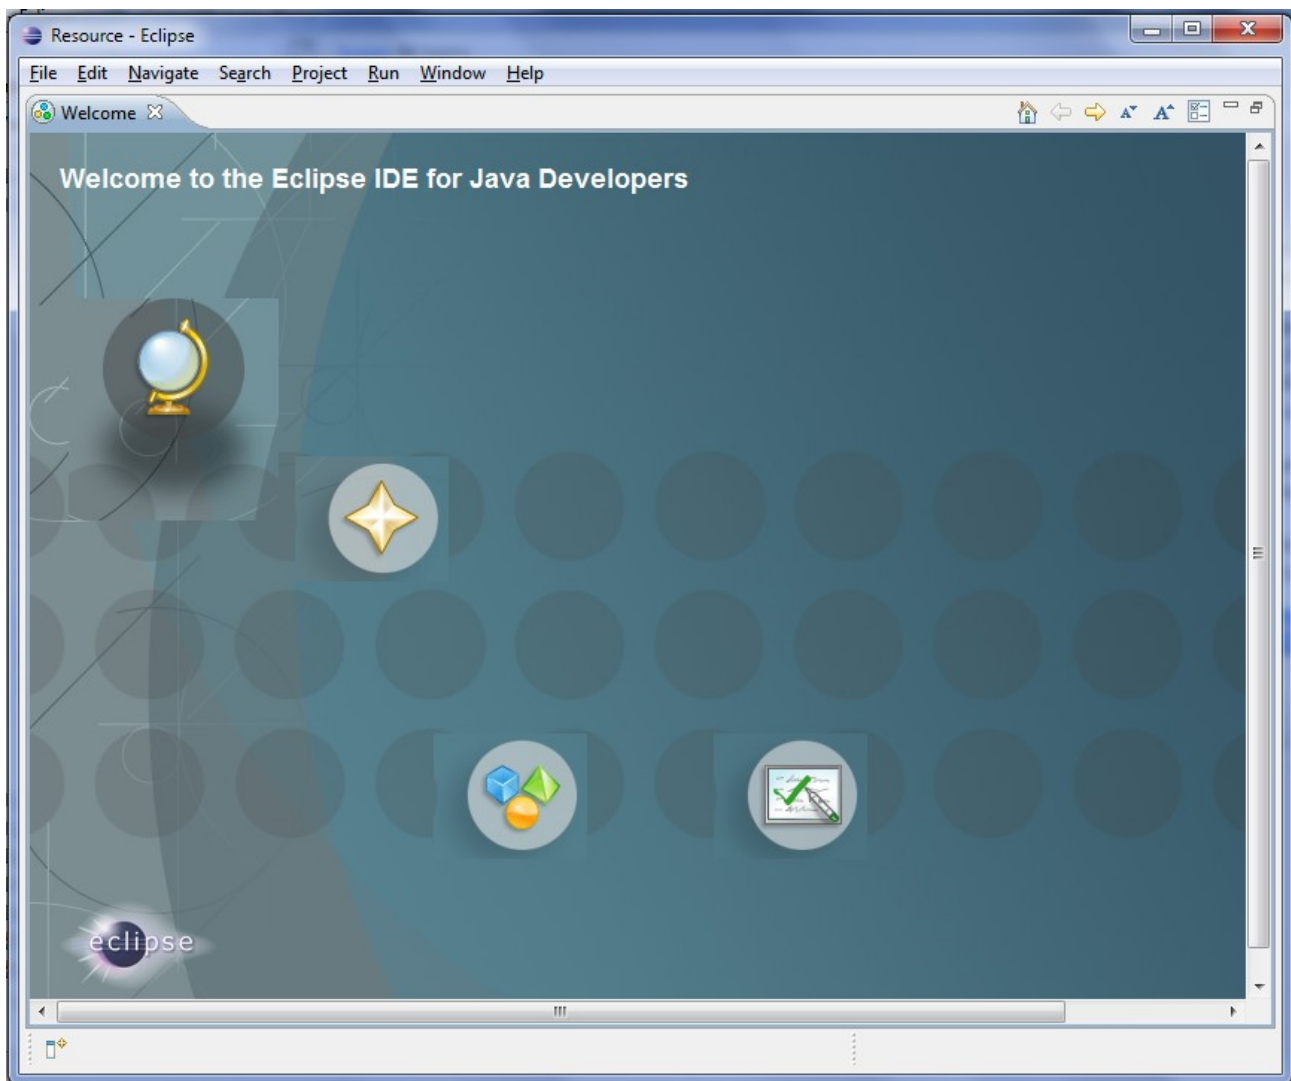 Resource - Eclipse
File Edit Navigate Search Project Run Window Help
Welcome
Welcome to the Eclipse IDE for Java Developers
eclipse